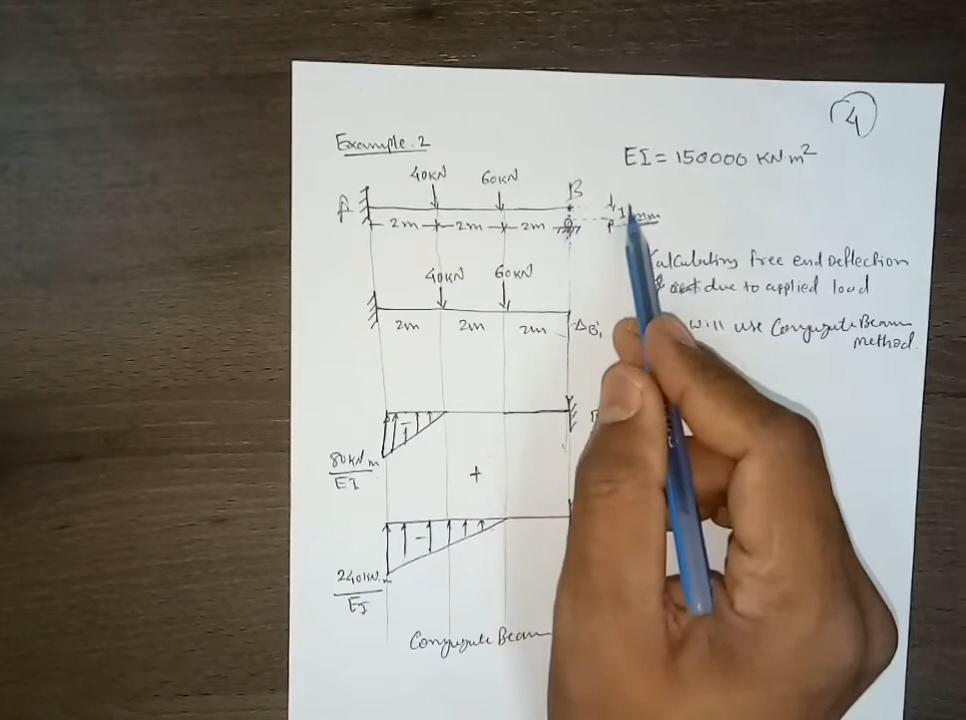 4
Example. 2
EI = 150000 KN.m²
40KN 60KN B
A
2m 2m 2m
Calculating free end Deflection
due to applied load
40KN 60KN
will use Conjugate Beam
method.
2m 2m 2m ΔB₁
80KN.m
EI
+
240KN.m
EI
Conjugate Beam